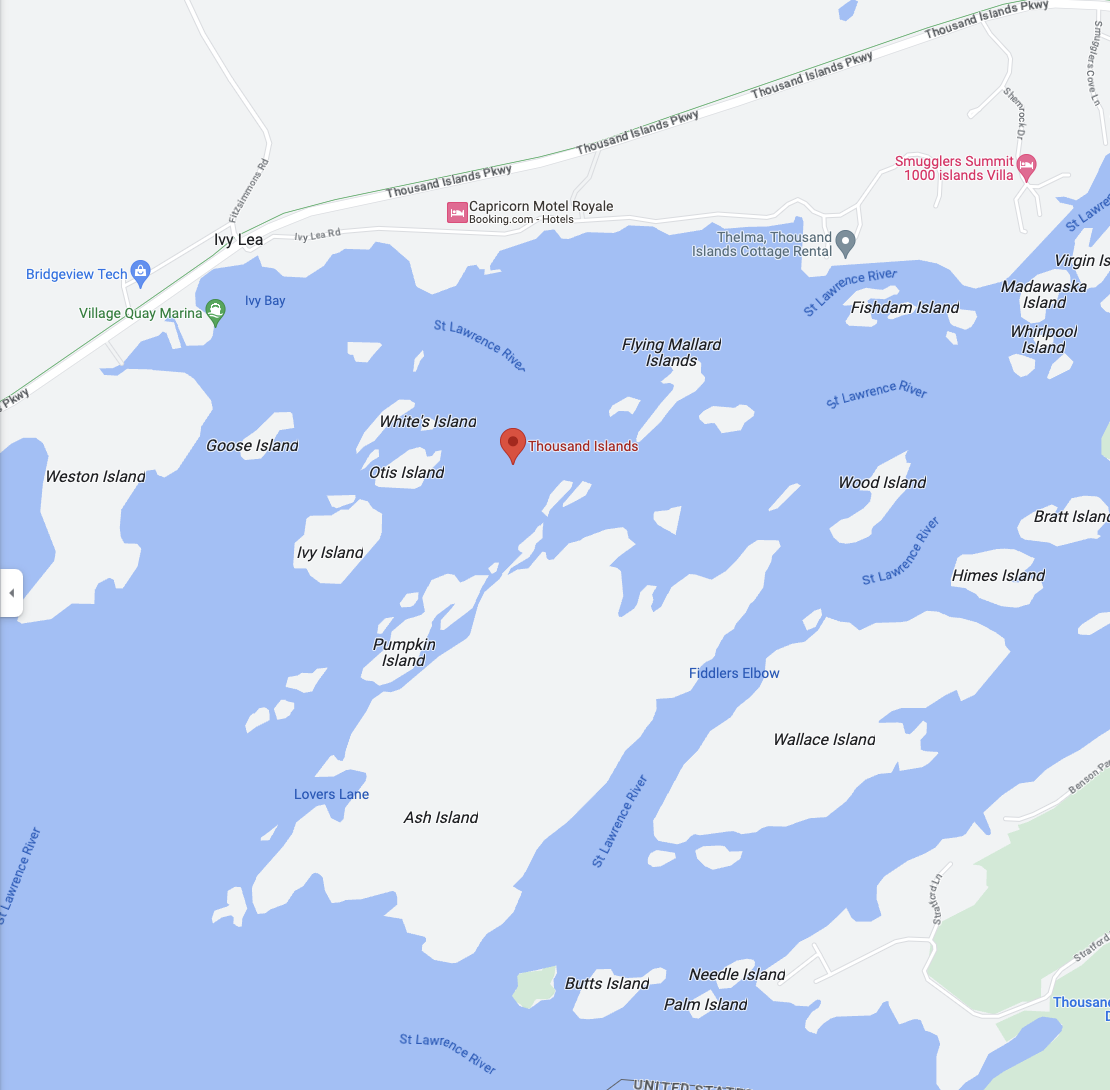 Thousand Islands Pkwy
Thousand Islands Pkwy
Thousand Islands Pkwy
Thousand Islands Pkwy
Smugglers Cove Ln
Shamrock Dr
Fitzsimmons Rd
Smugglers Summit
1000 islands Villa
Capricorn Motel Royale
Booking.com - Hotels
Ivy Lea
Ivy Lea Rd
Thelma, Thousand
Islands Cottage Rental
St Lawre
Bridgeview Tech
Village Quay Marina
Ivy Bay
Virgin Is
St Lawrence River
Madawaska
Island
Fishdam Island
Whirlpool
Island
St Lawrence River
Flying Mallard
Islands
St Lawrence River
Pkwy
White's Island
Goose Island
Thousand Islands
Weston Island
Otis Island
Wood Island
Bratt Island
St Lawrence River
Ivy Island
Himes Island
Pumpkin
Island
Fiddlers Elbow
Wallace Island
Benson Pa
Lovers Lane
Ash Island
St Lawrence River
St Lawrence River
Stratford Ln
Stratford
Butts Island
Needle Island
Palm Island
Thousand
D
St Lawrence River
UNITED STATE